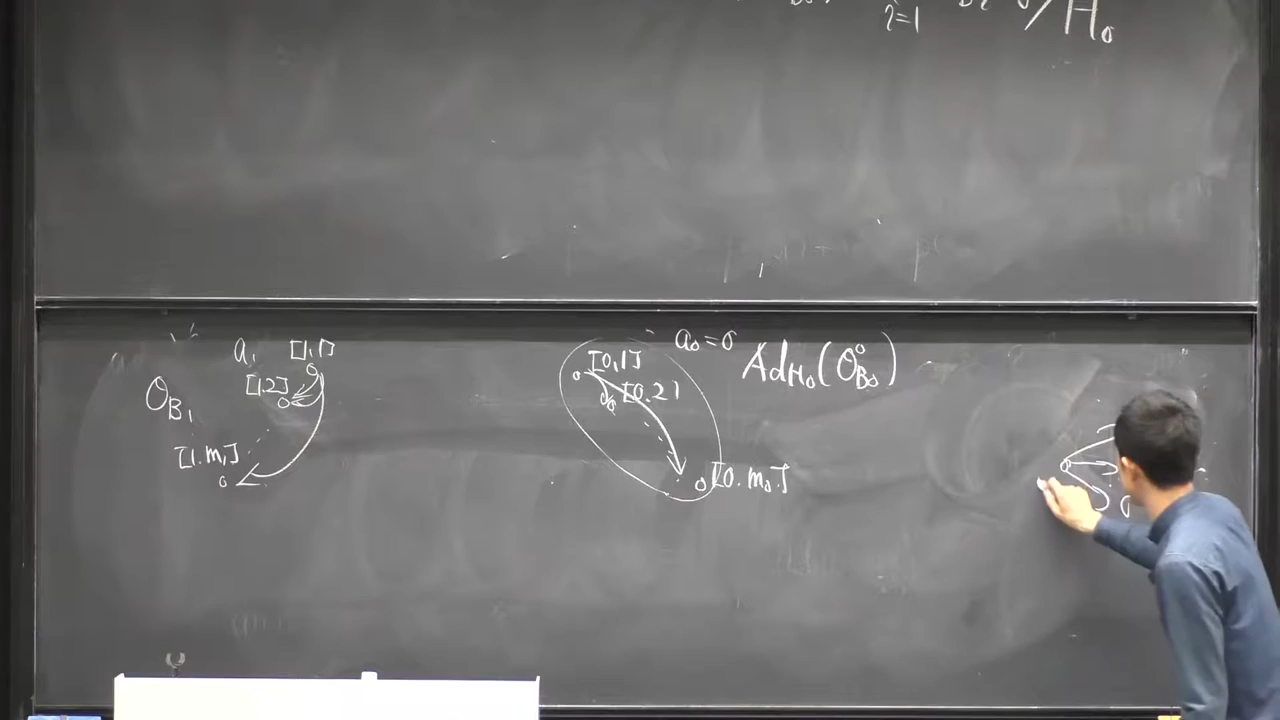 i=1 / H₀
a₁ [1,1]
[1.2]
O_{B₁}
[1.m₁]
a₀=σ
[0,1]
[0.2]
[0.m₀]
Ad_{H₀}(O⁰_{B₀})